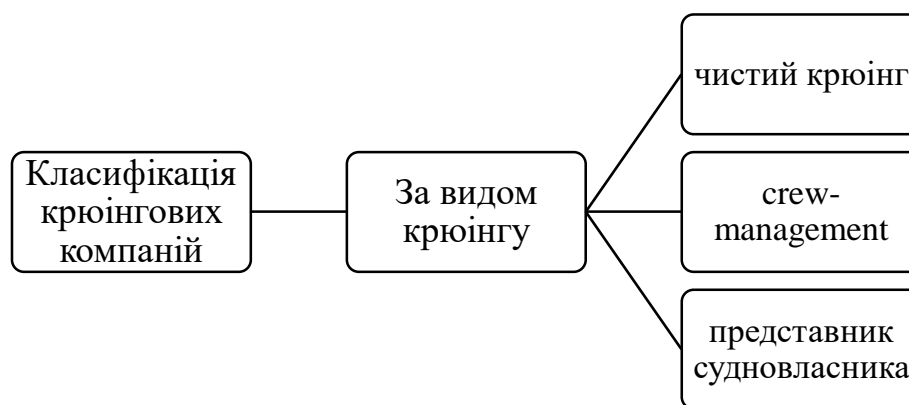 Класифікація
крюінгових
компаній
За видом
крюінгу
чистий крюінг
crew-
management
представник
судновласника